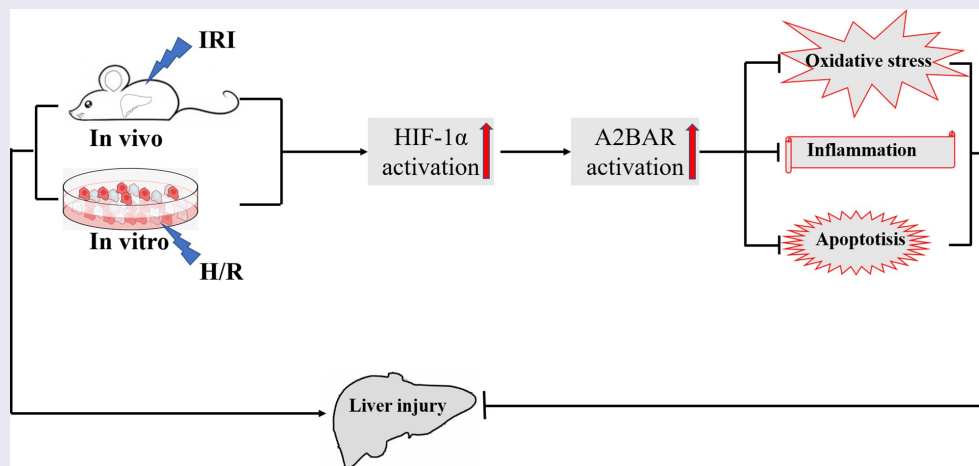 IRI
In vivo
In vitro
H/R
HIF-1α
activation
A2BAR
activation
Oxidative stress
Inflammation
Apoptotisis
Liver injury